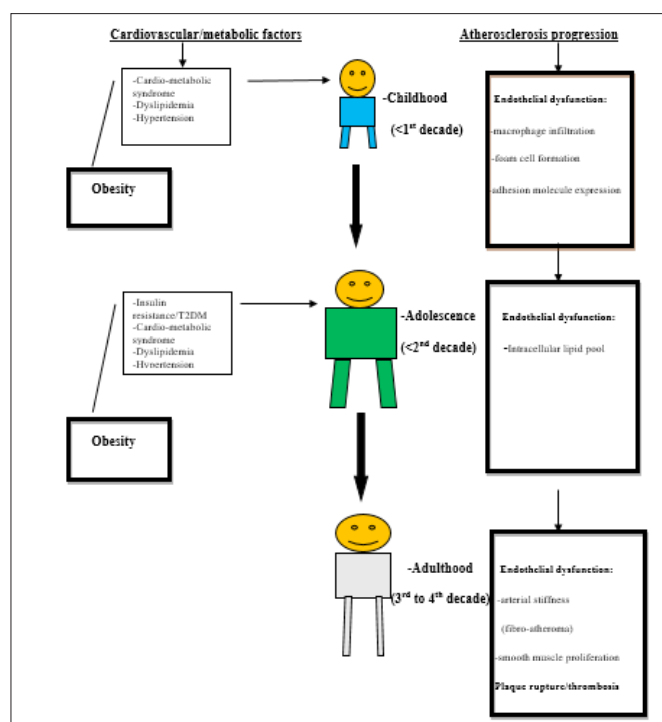 Cardiovascular/metabolic factors
Atherosclerosis progression
-Cardio-metabolic
syndrome
-Dyslipidemia
-Hypertension
Obesity
-Childhood
(<1st decade)
Endothelial dysfunction:
-macrophage infiltration
-foam cell formation
-adhesion molecule expression
-Insulin
resistance/T2DM
-Cardio-metabolic
syndrome
-Dyslipidemia
-Hypertension
Obesity
-Adolescence
(<2nd decade)
Endothelial dysfunction:
-Intracellular lipid pool
-Adulthood
(3rd to 4th decade)
Endothelial dysfunction:
-arterial stiffness
(fibro-atheroma)
-smooth muscle proliferation
Plaque rupture/thrombosis